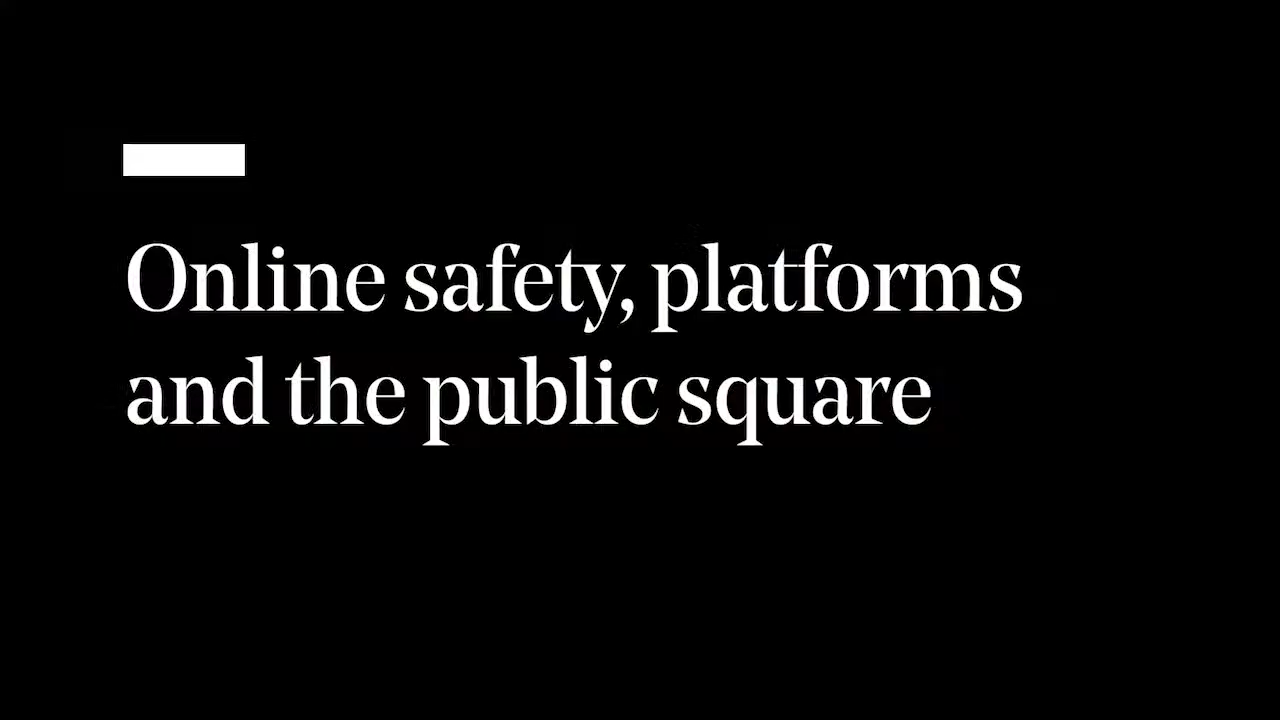 Online safety, platforms
and the public square